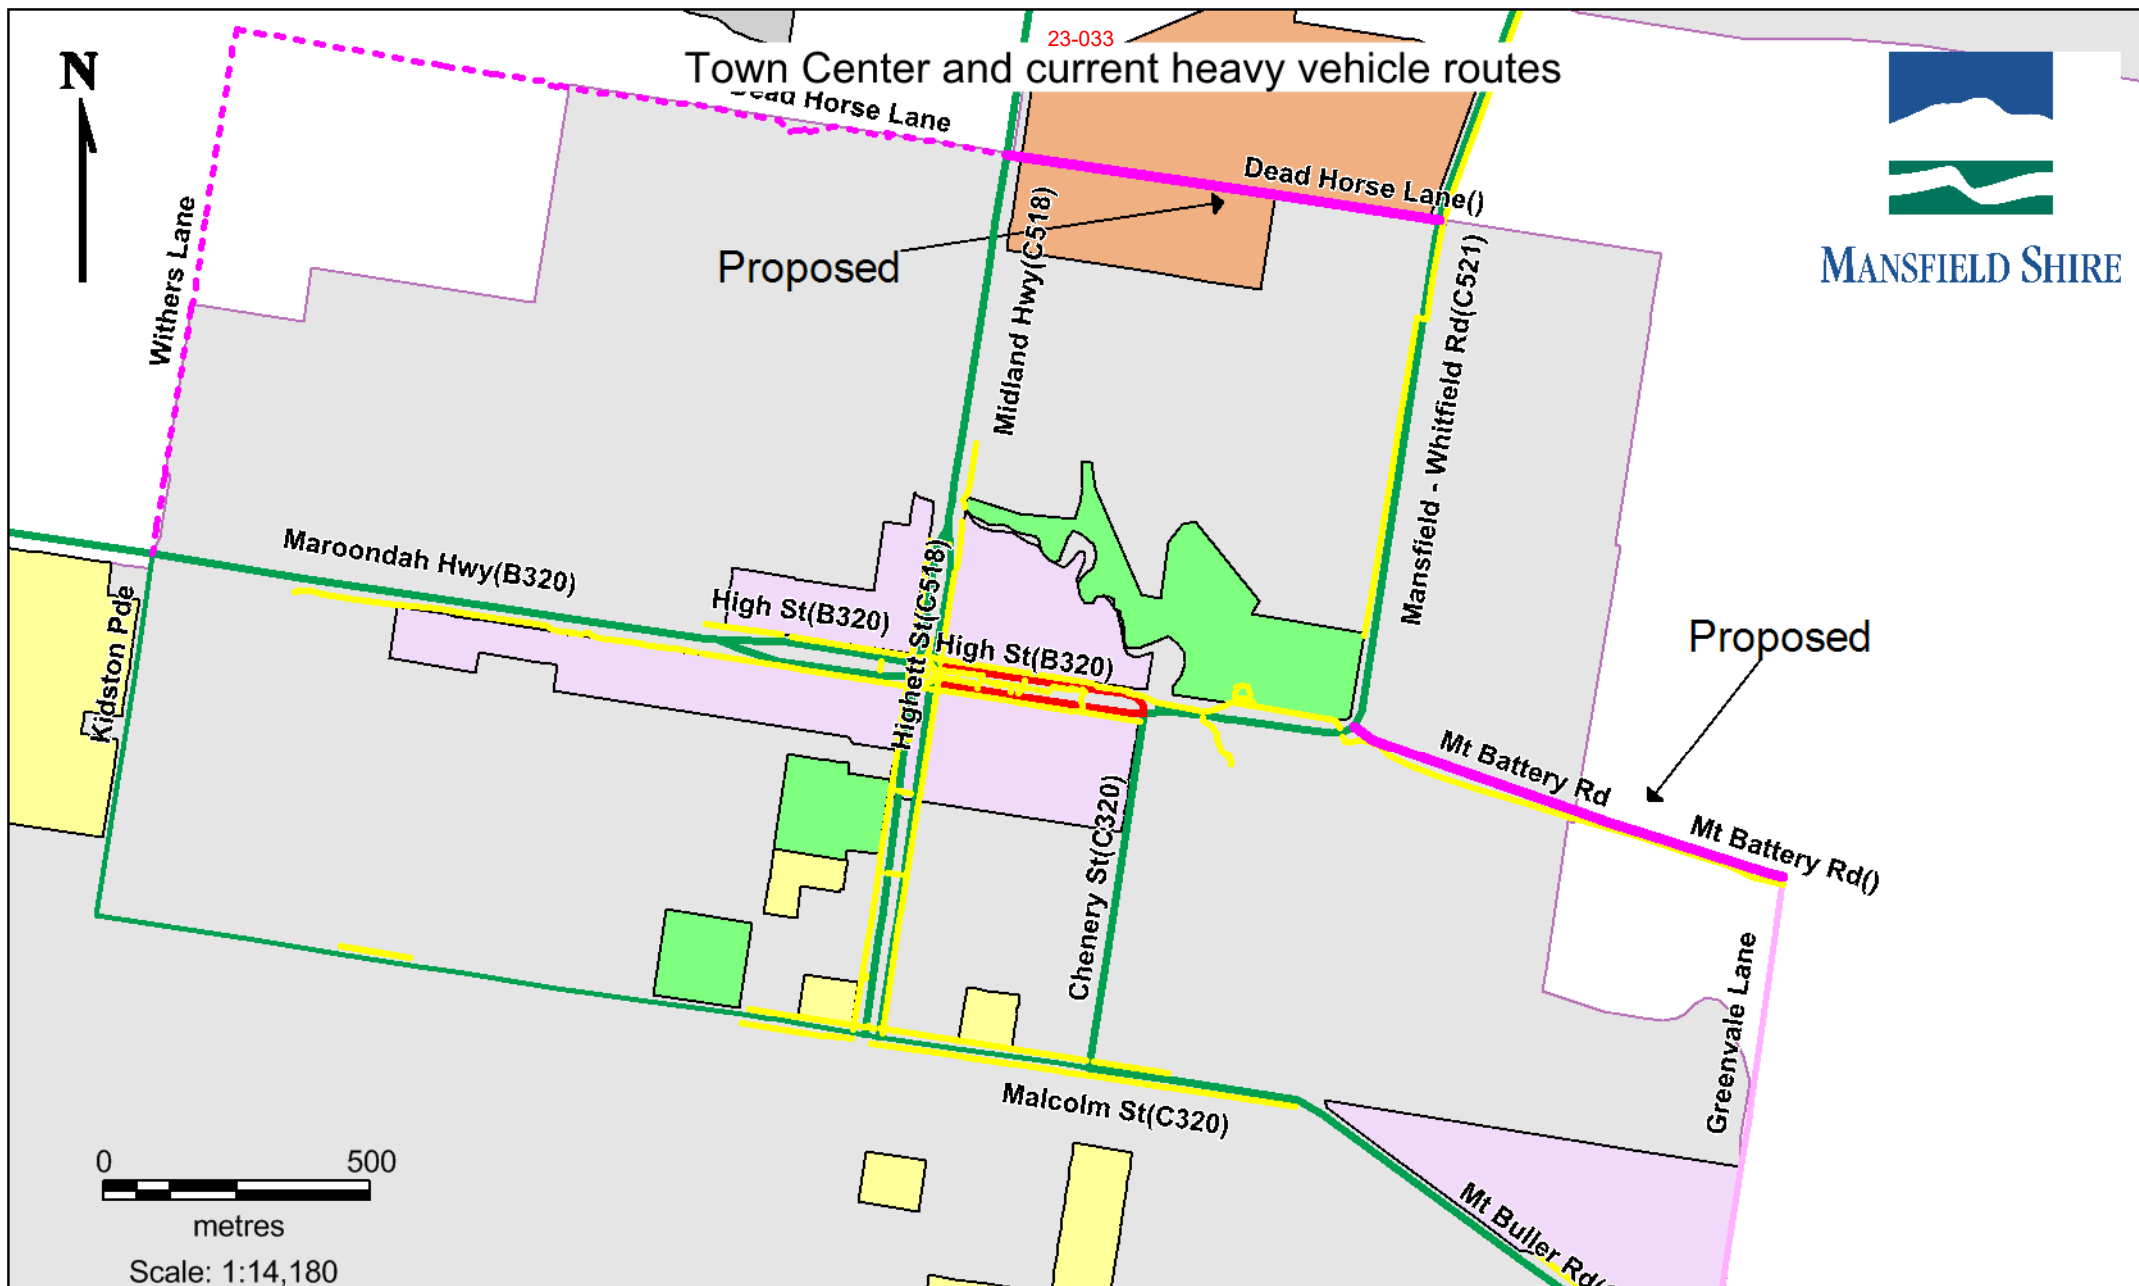 23-033
Town Center and current heavy vehicle routes
N
Dead Horse Lane
Dead Horse Lane()
MANSFIELD SHIRE
Proposed
Withers Lane
Midland Hwy(C518)
Mansfield - Whitfield Rd(C521)
Maroondah Hwy(B320)
High St(B320)
Highett St(C518)
High St(B320)
Kidston Pde
Proposed
Mt Battery Rd
Mt Battery Rd()
Chenery St(C320)
Greenvale Lane
Malcolm St(C320)
Mt Buller Rd(
0 500
metres
Scale: 1:14,180